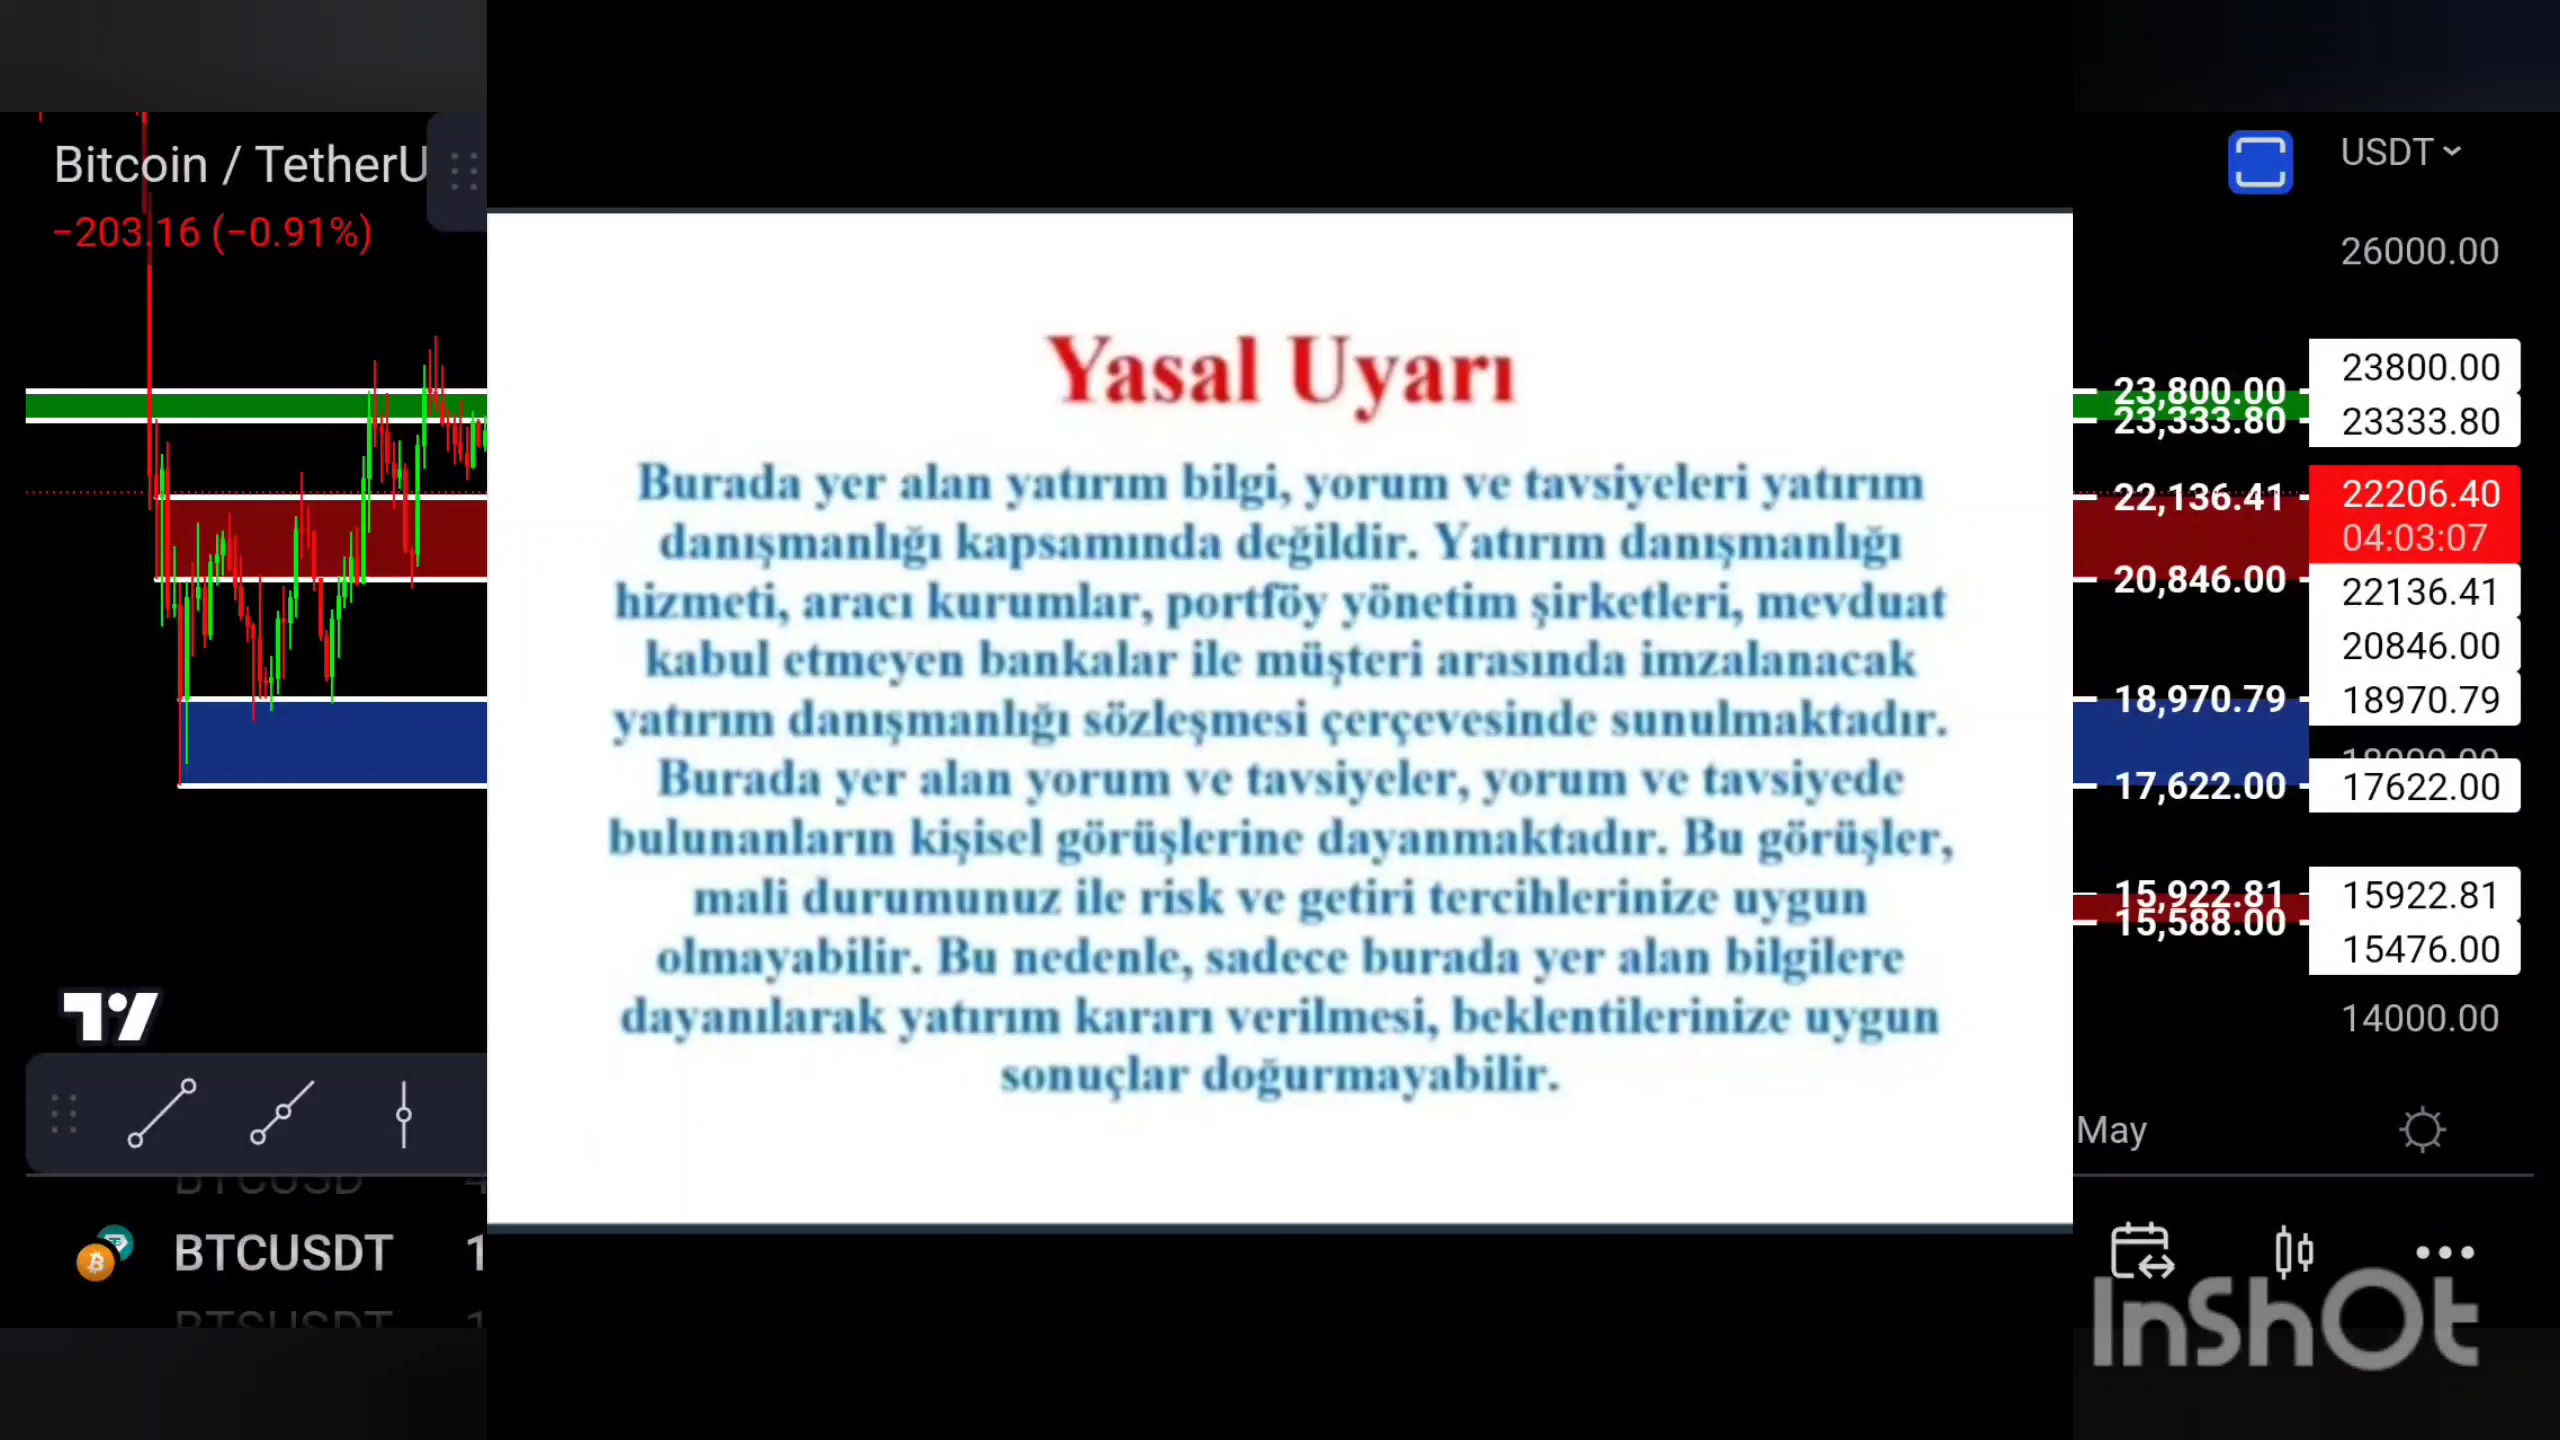 Bitcoin / TetherU
−203.16 (−0.91%)
USDT
26000.00
Yasal Uyarı
Burada yer alan yatırım bilgi, yorum ve tavsiyeleri yatırım
danışmanlığı kapsamında değildir. Yatırım danışmanlığı
hizmeti, aracı kurumlar, portföy yönetim şirketleri, mevduat
kabul etmeyen bankalar ile müşteri arasında imzalanacak
yatırım danışmanlığı sözleşmesi çerçevesinde sunulmaktadır.
Burada yer alan yorum ve tavsiyeler, yorum ve tavsiyede
bulunanların kişisel görüşlerine dayanmaktadır. Bu görüşler,
mali durumunuz ile risk ve getiri tercihlerinize uygun
olmayabilir. Bu nedenle, sadece burada yer alan bilgilere
dayanılarak yatırım kararı verilmesi, beklentilerinize uygun
sonuçlar doğurmayabilir.
23,800.00
23,333.80
22,136.41
20,846.00
18,970.79
17,622.00
15,922.81
15,588.00
23800.00
23333.80
22206.40
04:03:07
22136.41
20846.00
18970.79
17622.00
15922.81
15476.00
14000.00
May
BTCUSD
BTCUSDT 1
BTSUSDT 1
InShOt